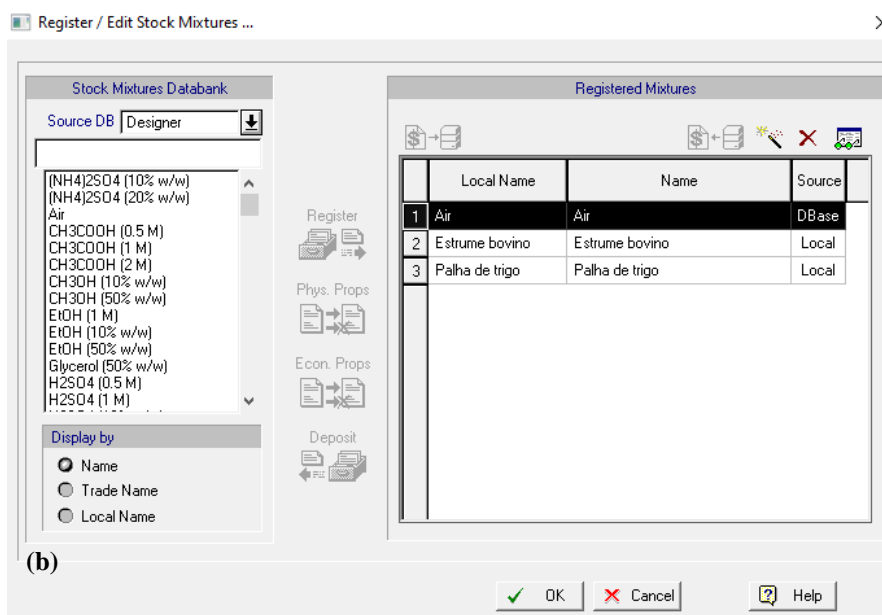 Register / Edit Stock Mixtures ...
Stock Mixtures Databank
Source DB Designer
(NH4)2SO4 (10% w/w)
(NH4)2SO4 (20% w/w)
Air
CH3COOH (0.5 M)
CH3COOH (1 M)
CH3COOH (2 M)
CH3OH (10% w/w)
CH3OH (50% w/w)
EtOH (1 M)
EtOH (10% w/w)
EtOH (50% w/w)
Glycerol (50% w/w)
H2SO4 (0.5 M)
H2SO4 (1 M)
Display by
Name
Trade Name
Local Name
(b)
Register
Phys. Props
Econ. Props
Deposit
Registered Mixtures
Local Name Name Source
1 Air Air DBase
2 Estrume bovino Estrume bovino Local
3 Palha de trigo Palha de trigo Local
OK Cancel Help